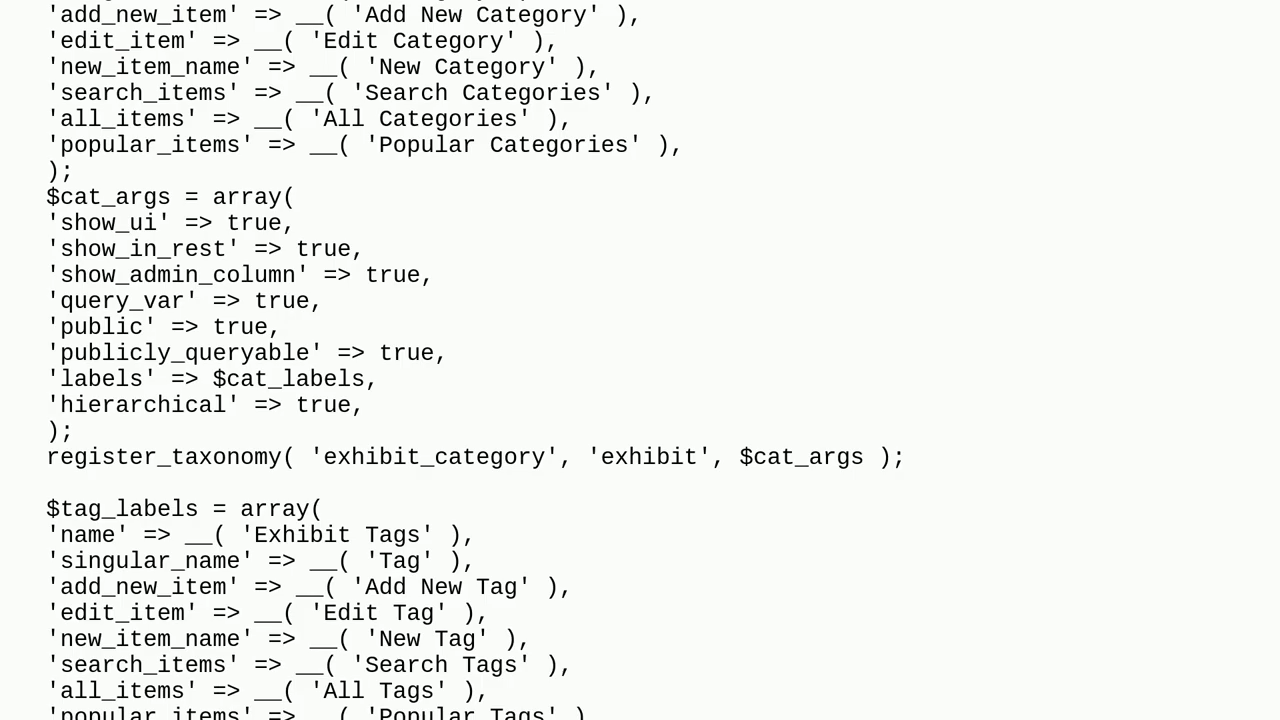 'add_new_item' => __( 'Add New Category' ),
'edit_item' => __( 'Edit Category' ),
'new_item_name' => __( 'New Category' ),
'search_items' => __( 'Search Categories' ),
'all_items' => __( 'All Categories' ),
'popular_items' => __( 'Popular Categories' ),
);
$cat_args = array(
'show_ui' => true,
'show_in_rest' => true,
'show_admin_column' => true,
'query_var' => true,
'public' => true,
'publicly_queryable' => true,
'labels' => $cat_labels,
'hierarchical' => true,
);
register_taxonomy( 'exhibit_category', 'exhibit', $cat_args );

$tag_labels = array(
'name' => __( 'Exhibit Tags' ),
'singular_name' => __( 'Tag' ),
'add_new_item' => __( 'Add New Tag' ),
'edit_item' => __( 'Edit Tag' ),
'new_item_name' => __( 'New Tag' ),
'search_items' => __( 'Search Tags' ),
'all_items' => __( 'All Tags' ),
'popular_items' => __( 'Popular Tags' )